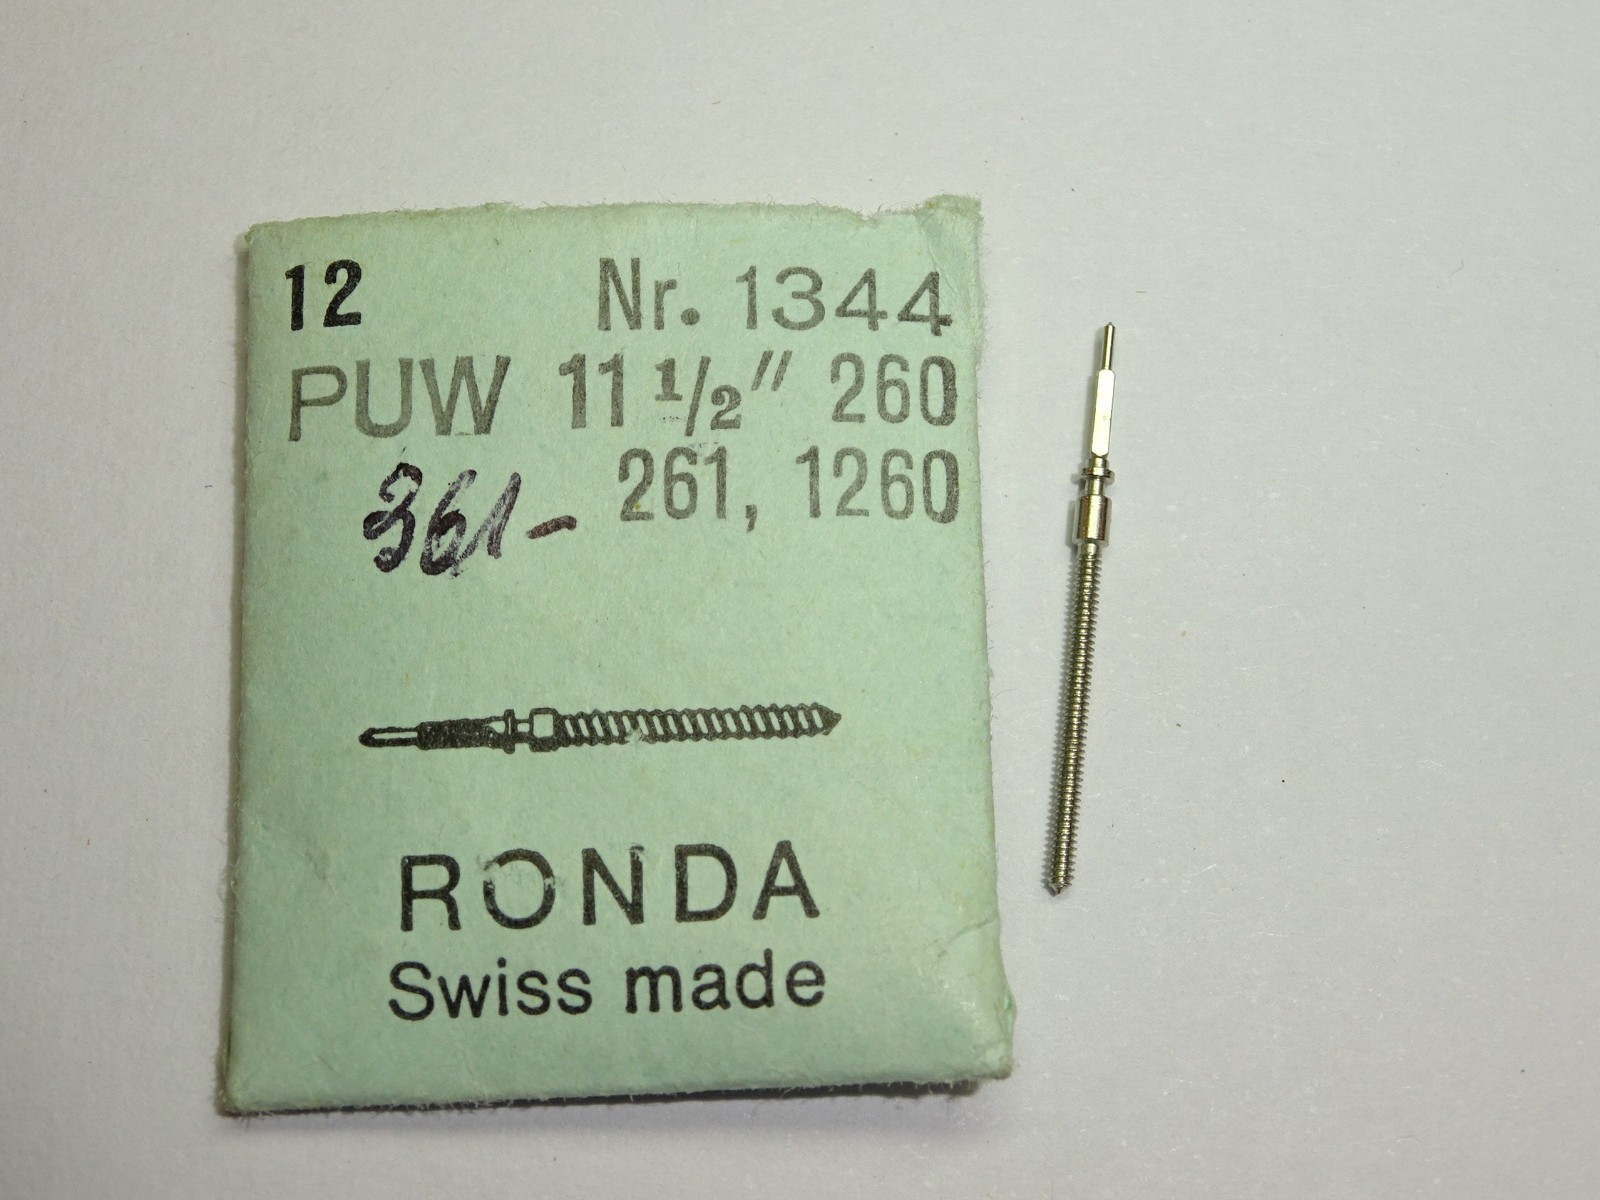 12 Nr. 1344
PUW 11 1/2" 260
261, 1260
361-
RONDA
Swiss made